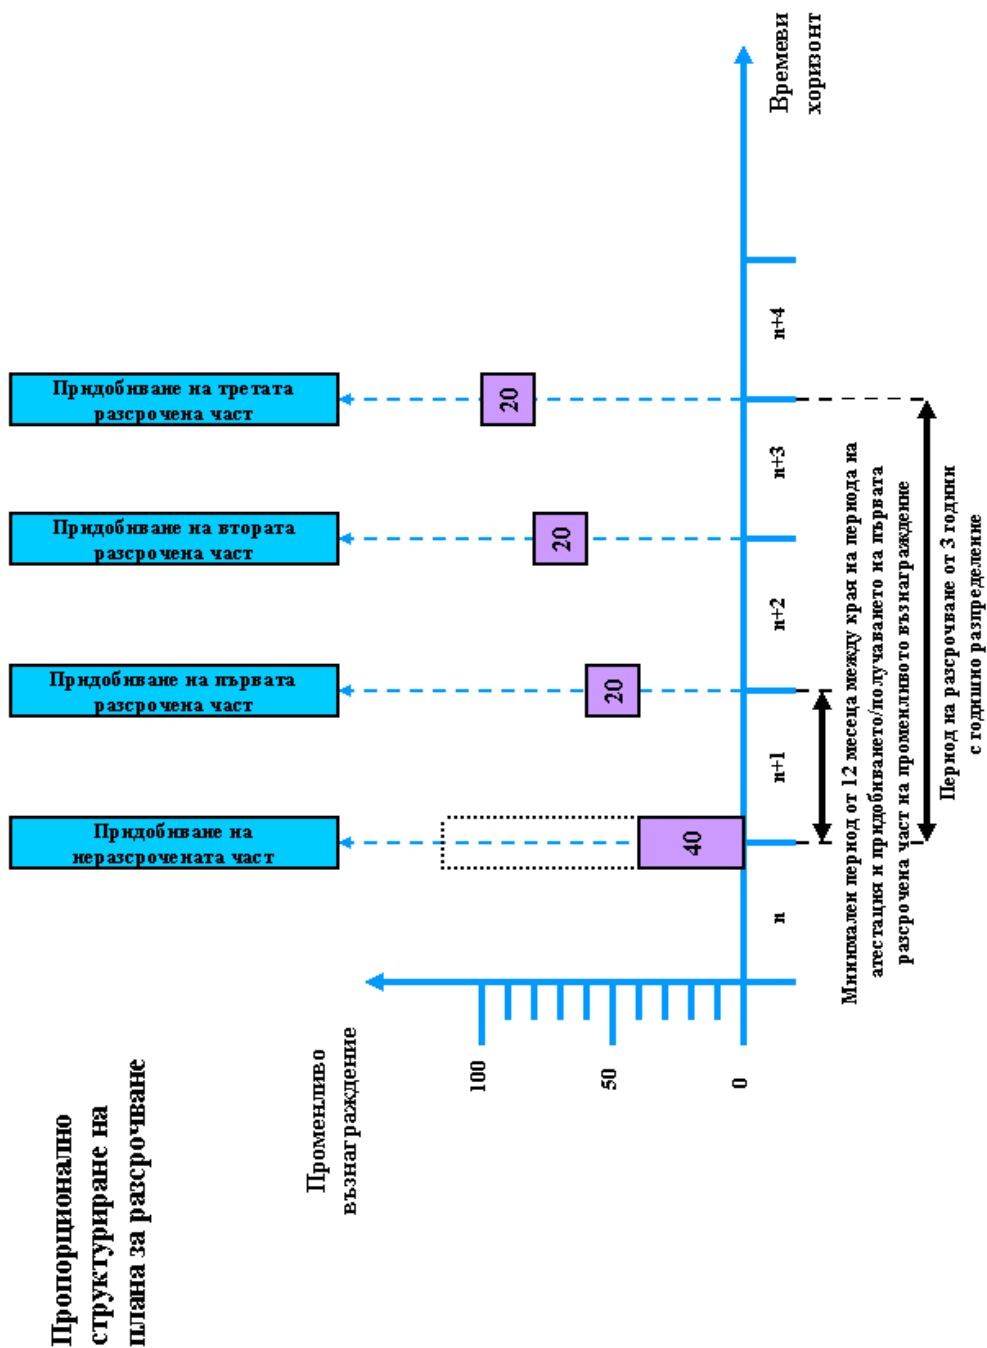 Пропорционално
структуриране на
плана за разсрочване
Променливо
възнаграждение
Придобиване на
неразсрочената част
Придобиване на първата
разсрочена част
Придобиване на втората
разсрочена част
Придобиване на третата
разсрочена част
100
50
0
40
20
20
20
n
n+1
n+2
n+3
n+4
Времеви
хоризонт
Минимален период от 12 месеца между края на периода на
атестация и придобиването/получаването на първата
разсрочена част на променливото възнаграждение
Период на разсрочване от 3 години
с годишно разпределение